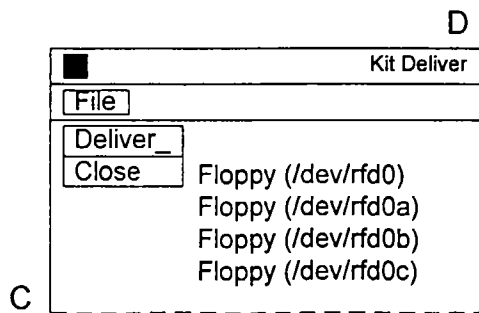 D
Kit Deliver
File
Deliver_
Close
Floppy (/dev/rfd0)
Floppy (/dev/rfd0a)
Floppy (/dev/rfd0b)
Floppy (/dev/rfd0c)
C